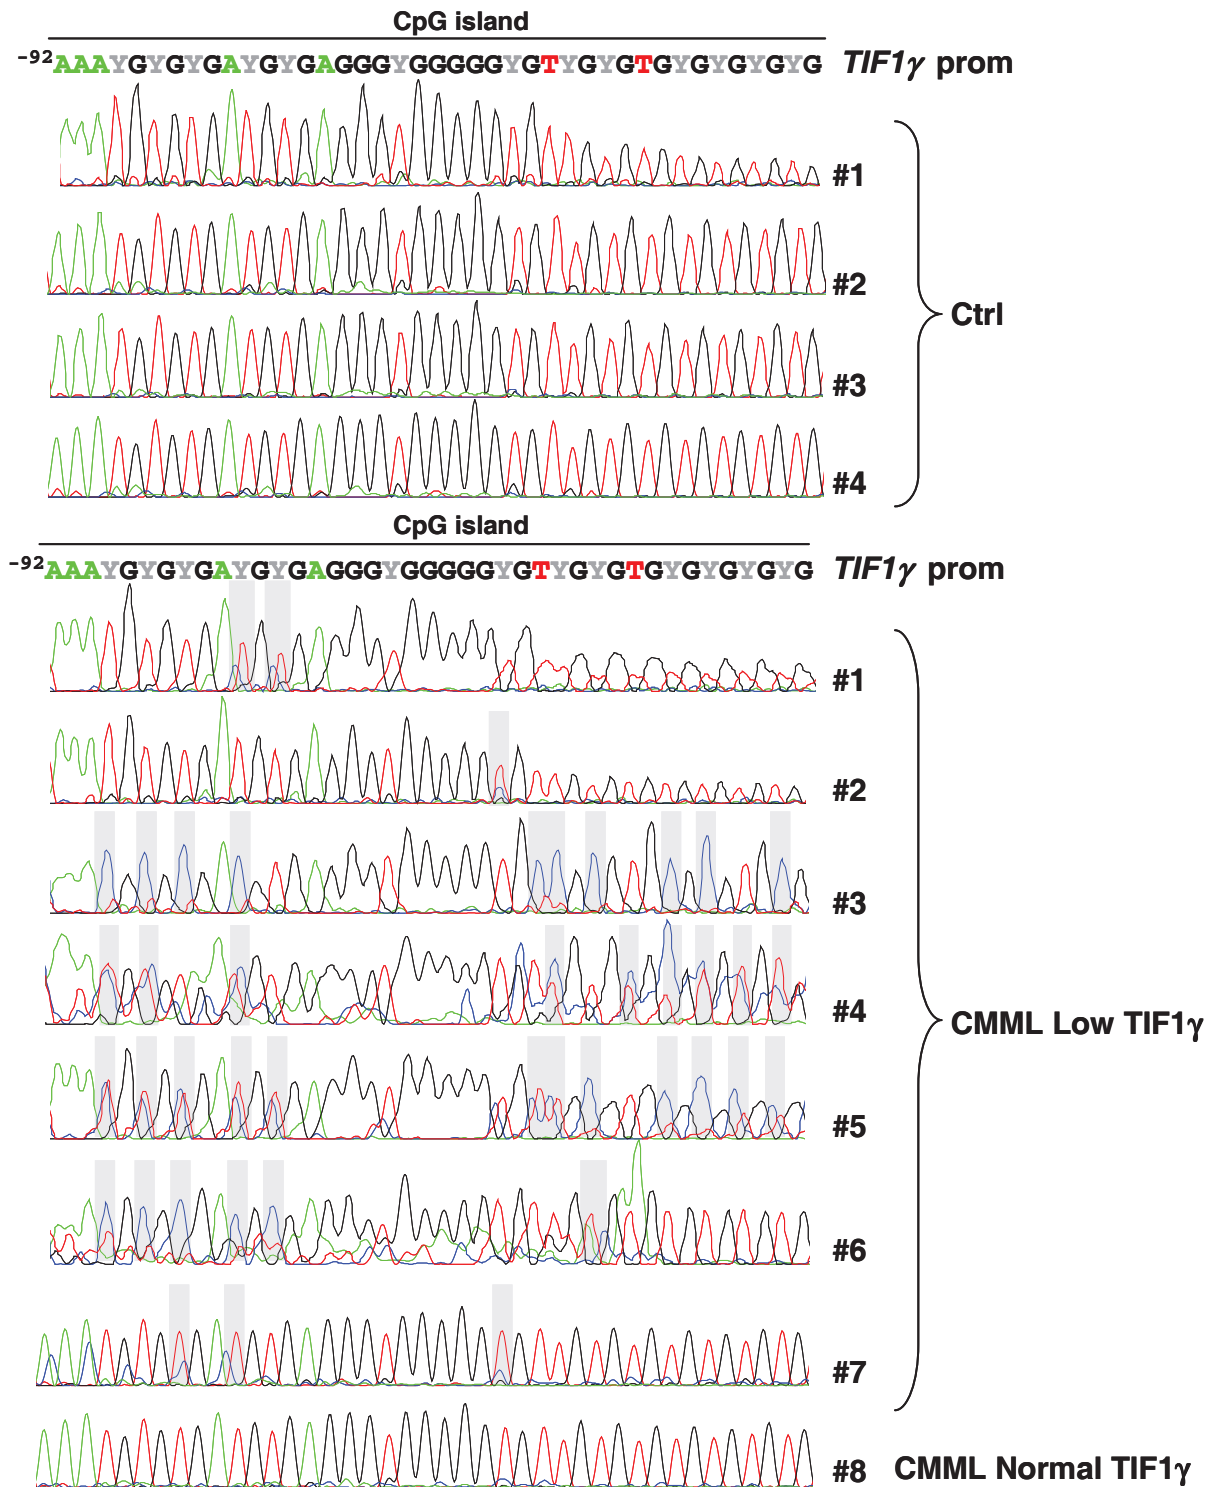 CpG island
-92AAAYGYGYGAYGYGAGGGYGGGGGYGTYGYGTGYGYGYGYG TIF1γ prom
#1
#2
Ctrl
#3
#4
CpG island
-92AAAYGYGYGAYGYGAGGGYGGGGGYGTYGYGTGYGYGYGYG TIF1γ prom
#1
#2
#3
#4
CMML Low TIF1γ
#5
#6
#7
#8 CMML Normal TIF1γ